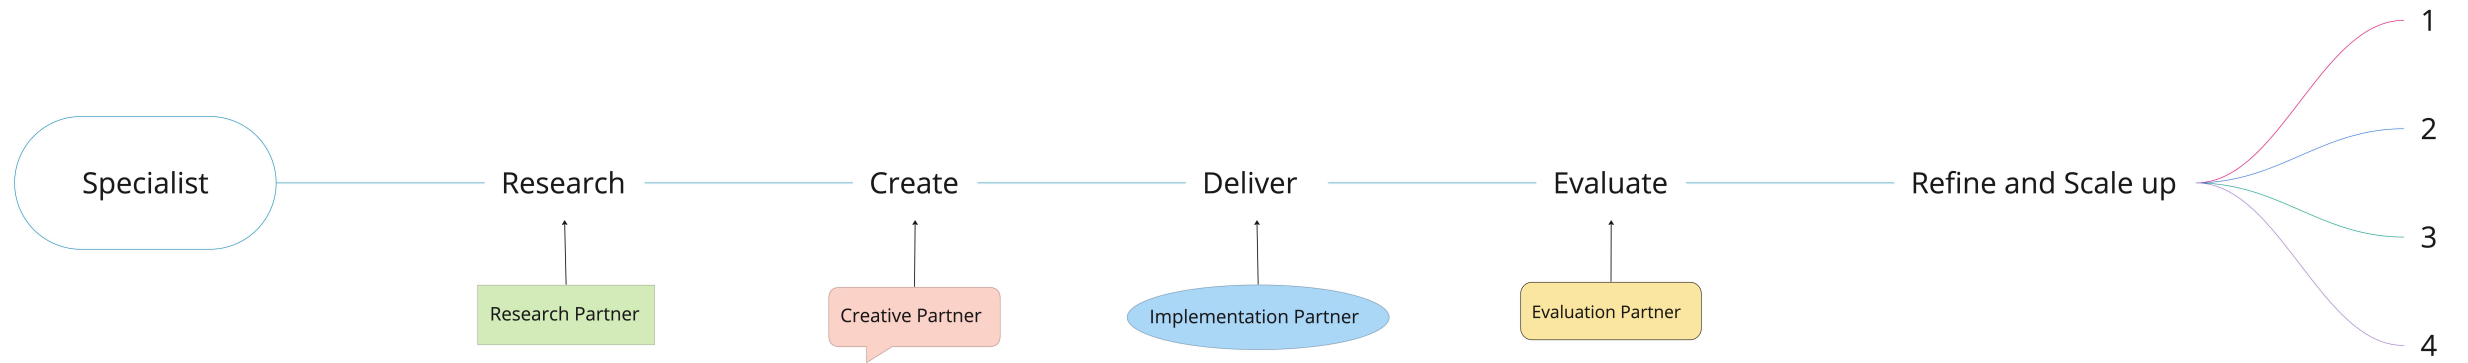 Specialist
Research
Create
Deliver
Evaluate
Refine and Scale up
1
2
3
4
Research Partner
Creative Partner
Implementation Partner
Evaluation Partner